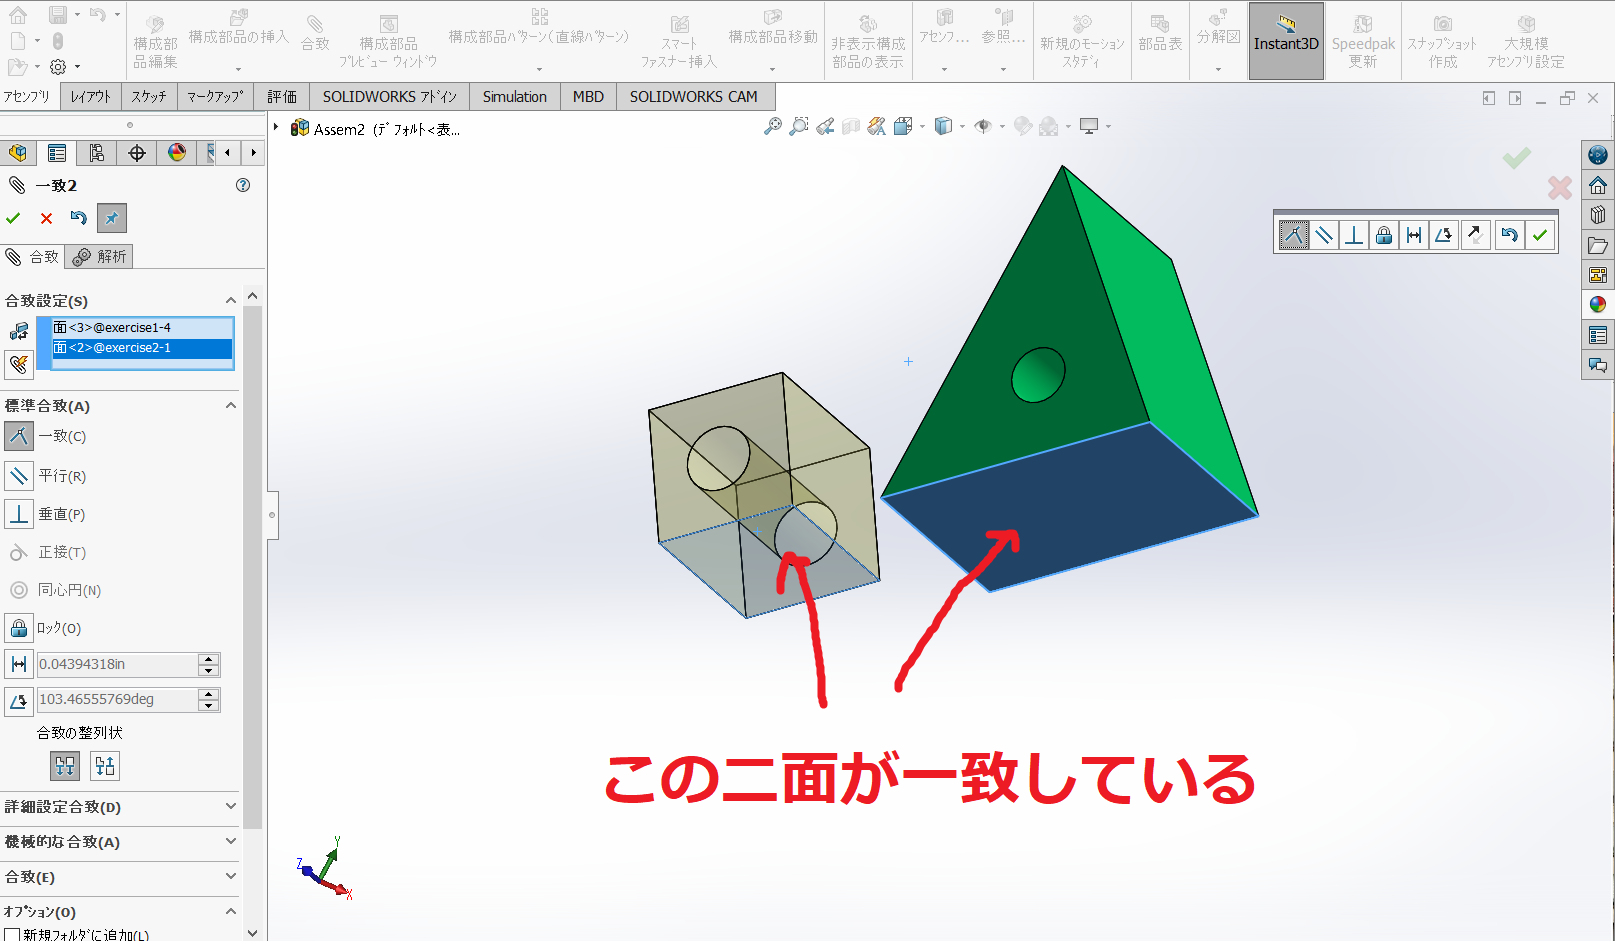 構成部
品編集
構成部品の挿入
合致
構成部品
プレビュー ウィンドウ
構成部品パターン(直線パターン)
スマート
ファスナー挿入
構成部品移動
非表示構成
部品の表示
アセンブ...
参照...
新規のモーション
スタディ
部品表
分解図
Instant3D
Speedpak
更新
スナップショット
作成
大規模
アセンブリ設定
アセンブリ
レイアウト
スケッチ
マークアップ
評価
SOLIDWORKS アドイン
Simulation
MBD
SOLIDWORKS CAM
Assem2 (デフォルト<表...
一致2
合致
解析
合致設定(S)
面<3>@exercise1-4
面<2>@exercise2-1
標準合致(A)
一致(C)
平行(R)
垂直(P)
正接(T)
同心円(N)
ロック(O)
0.04394318in
103.46555769deg
合致の整列状
詳細設定合致(D)
機械的な合致(A)
合致(E)
オプション(O)
新規フォルダに追加(L)
この二面が一致している
Y
Z
X